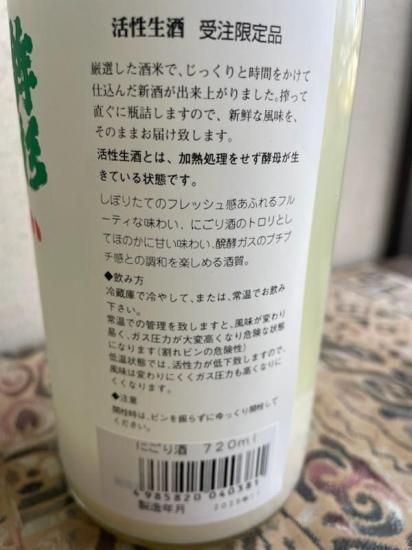 活性生酒 受注限定品
厳選した酒米で、じっくりと時間をかけて
仕込んだ新酒が出来上がりました。搾って
直ぐに瓶詰しますので、新鮮な風味を、
そのままお届け致します。
活性生酒とは、加熱処理をせず酵母が生
きている状態です。
しぼりたてのフレッシュ感あふれるフル
ーティな味わい、にごり酒のトロリとし
てほのかに甘い味わい、醗酵ガスのプチプ
チ感との調和を楽しめる酒質。
◆飲み方
冷蔵庫で冷やして、または、常温でお飲み
下さい。
常温での管理を致しますと、風味が変わり
易く、ガス圧力が大変高くなり危険な状態
になります(割れビンの危険性)
低温状態では、活性力が低下致しますので、
風味は変わりにくくガス圧力も高くなりに
くくなります。
◆注意
開栓時は、ビンを振らずにゆっくり開栓して
ください。
にごり酒 720ml
4985820040381
製造年月